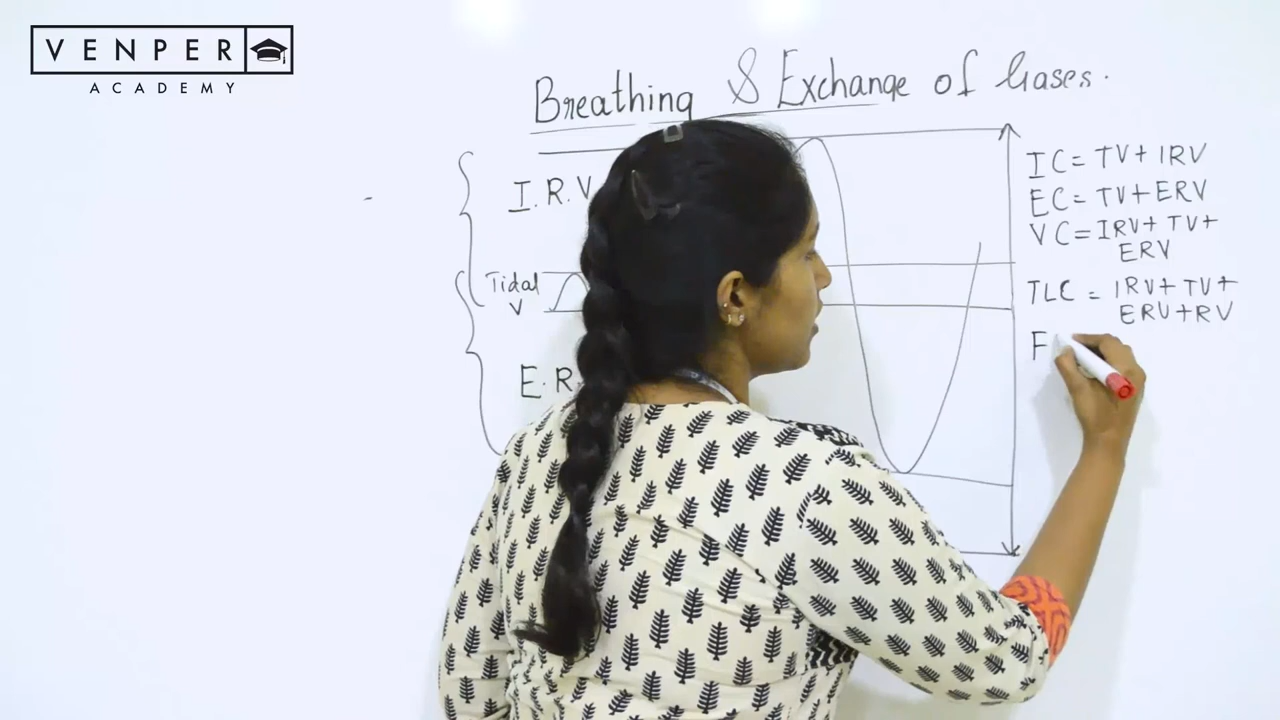 VENPER
ACADEMY
Breathing & Exchange of Gases.
I.R.V
Tidal
V
E.R.
IC = TV + IRV
EC = TV + ERV
VC = IRV + TV +
ERV
TLC = IRV + TV +
ERV + RV
F